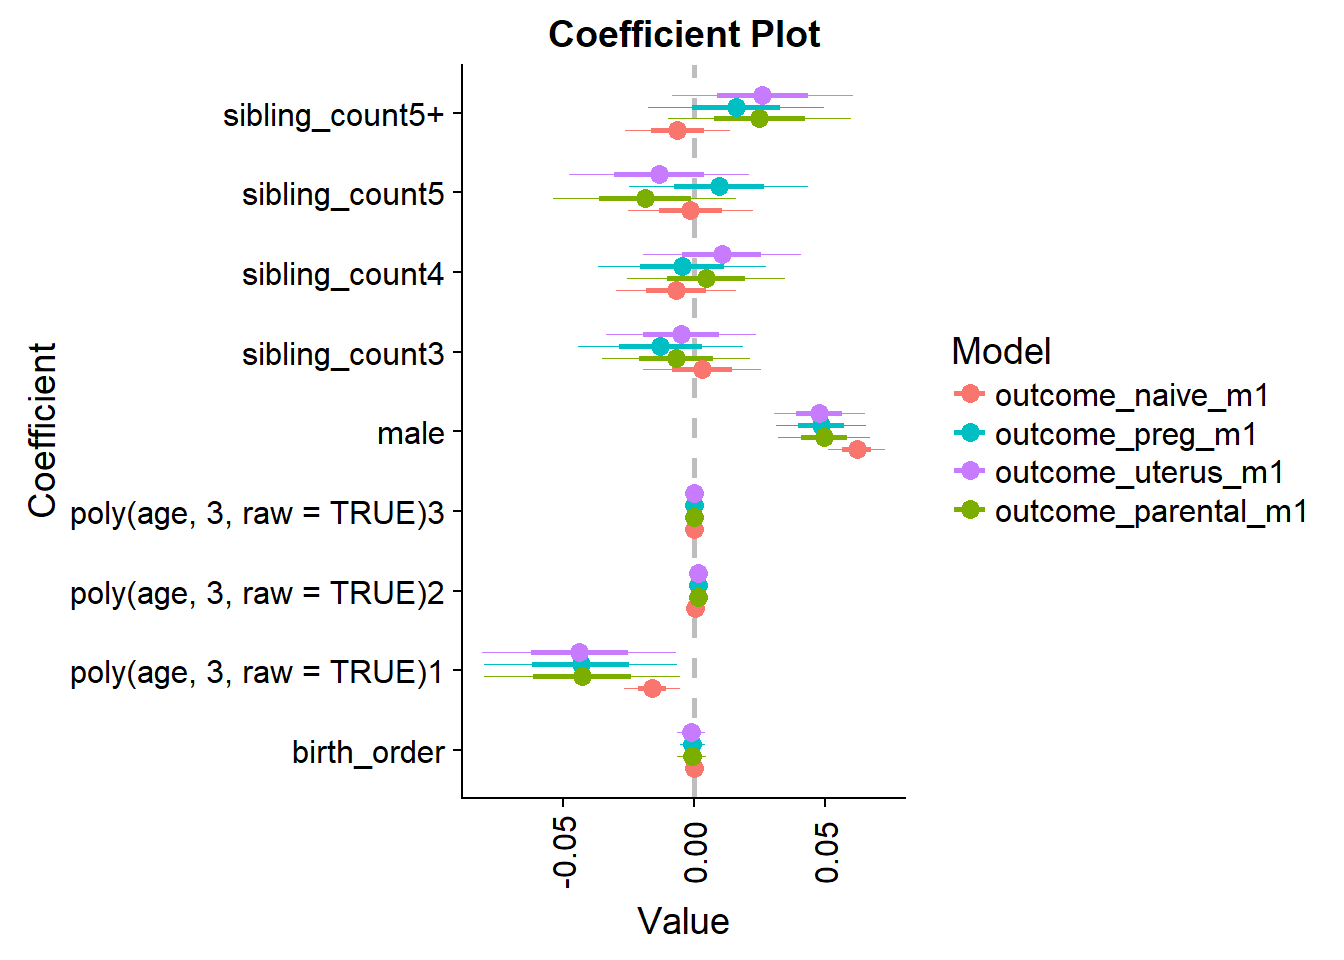 Coefficient Plot
Coefficient
sibling_count5+
sibling_count5
sibling_count4
sibling_count3
male
poly(age, 3, raw = TRUE)3
poly(age, 3, raw = TRUE)2
poly(age, 3, raw = TRUE)1
birth_order
-0.05
0.00
0.05
Value
Model
outcome_naive_m1
outcome_preg_m1
outcome_uterus_m1
outcome_parental_m1